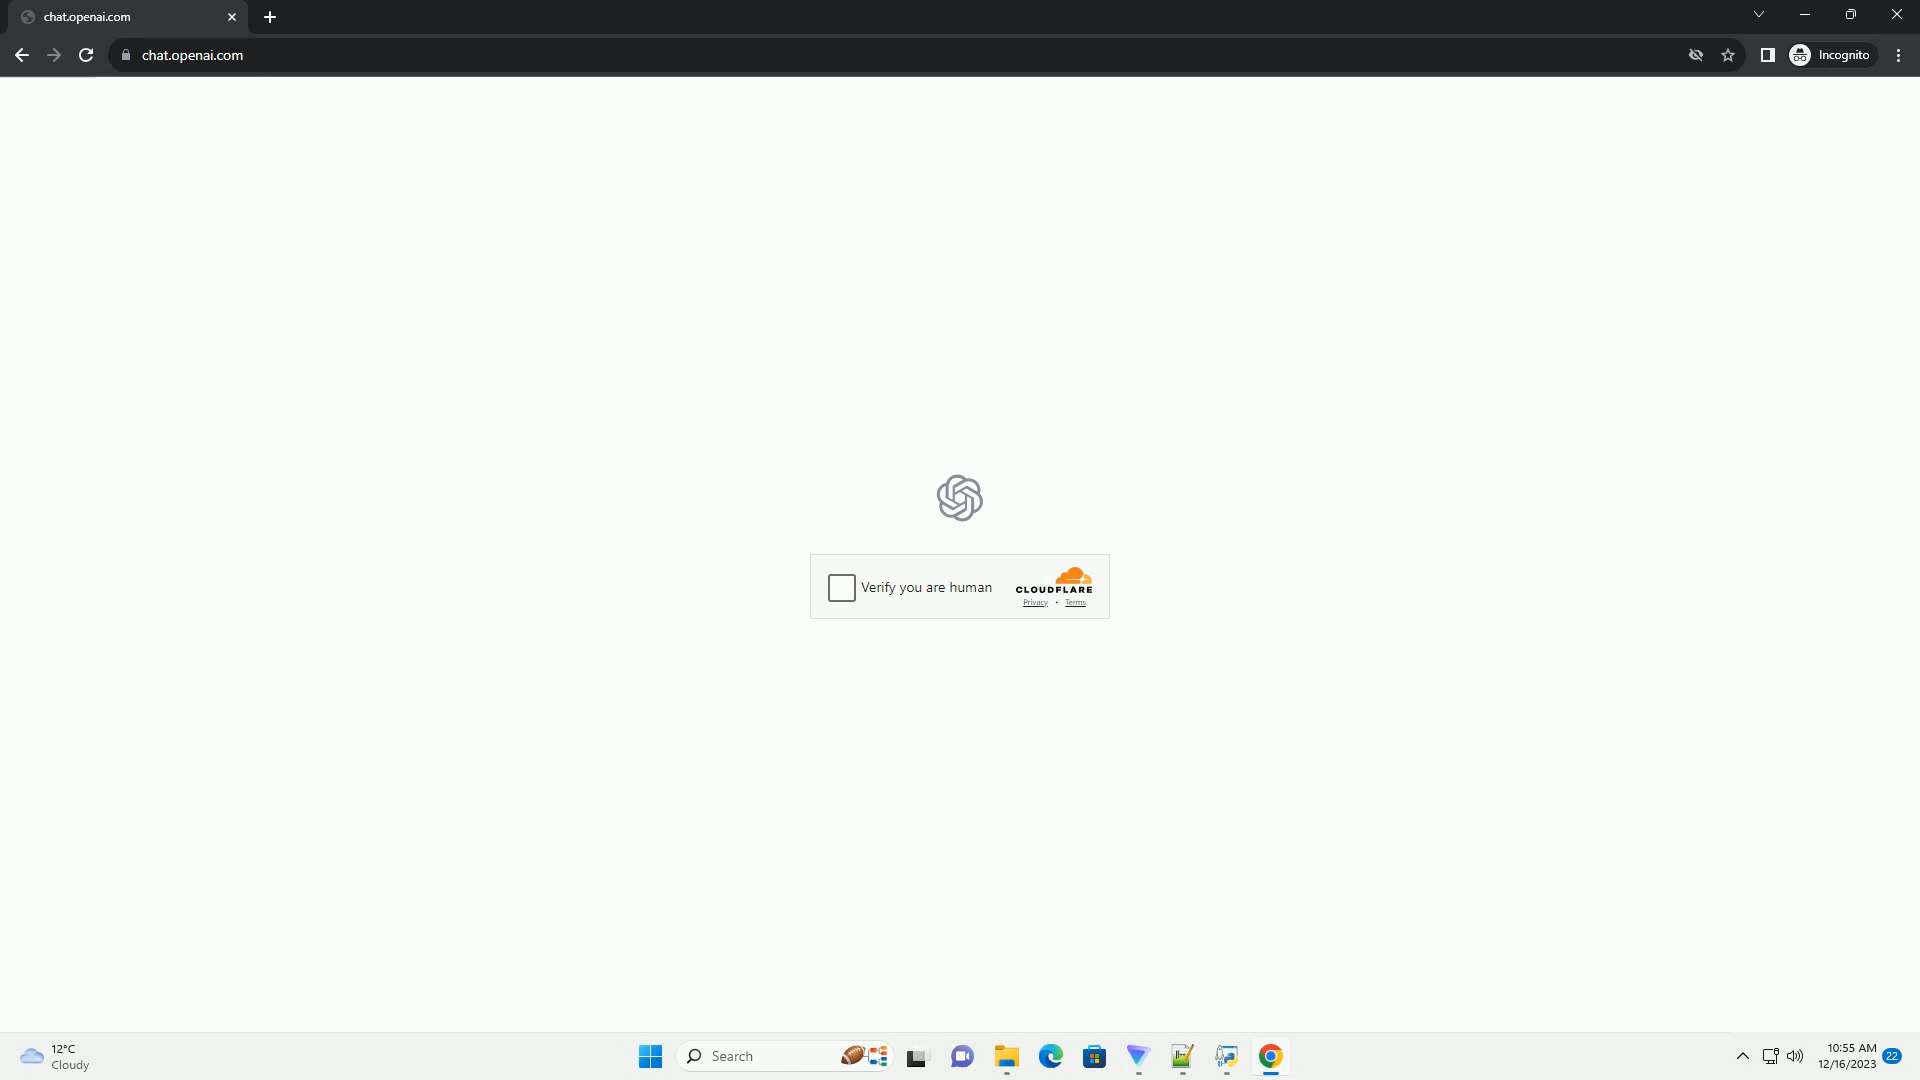 chat.openai.com
chat.openai.com
Incognito
Verify you are human
CLOUDFLARE
Privacy • Terms
12°C
Cloudy
Search
10:55 AM
12/16/2023
22